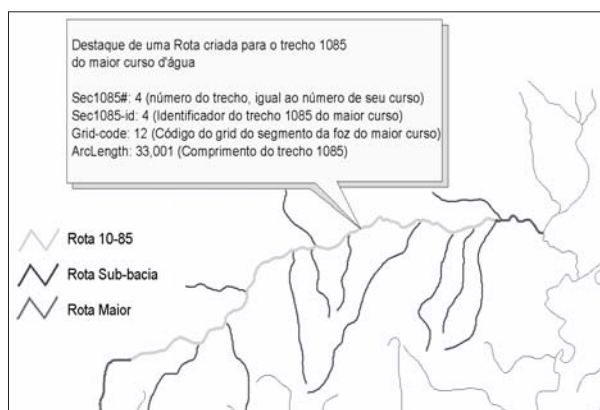 Destaque de uma Rota criada para o trecho 1085
do maior curso d'água
Sec1085#: 4 (número do trecho, igual ao número de seu curso)
Sec1085-id: 4 (Identificador do trecho 1085 do maior curso)
Grid-code: 12 (Código do grid do segmento da foz do maior curso)
ArcLength: 33,001 (Comprimento do trecho 1085)
Rota 10-85
Rota Sub-bacia
Rota Maior